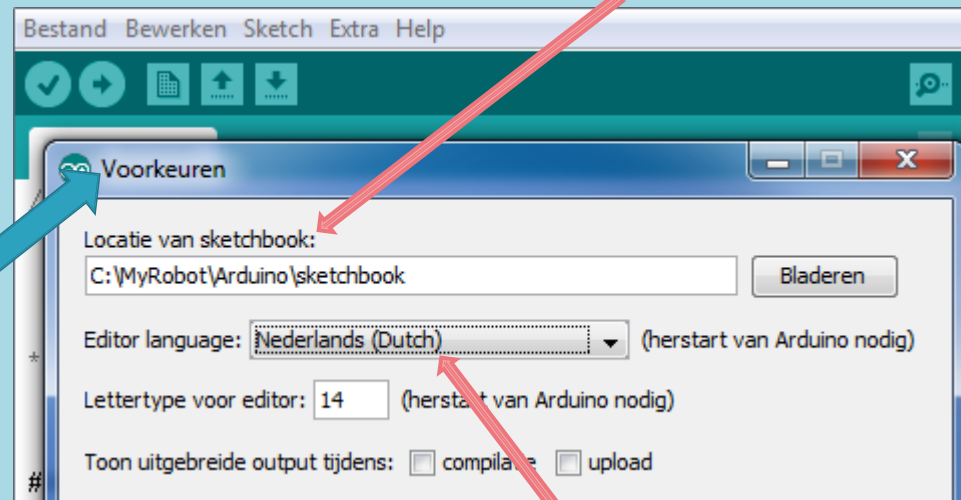 Bestand Bewerken Sketch Extra Help
Voorkeuren
Locatie van sketchbook:
C:\MyRobot\Arduino\sketchbook Bladeren
Editor language: Nederlands (Dutch) (herstart van Arduino nodig)
Lettertype voor editor: 14 (herstart van Arduino nodig)
Toon uitgebreide output tijdens: compilatie upload
*
#